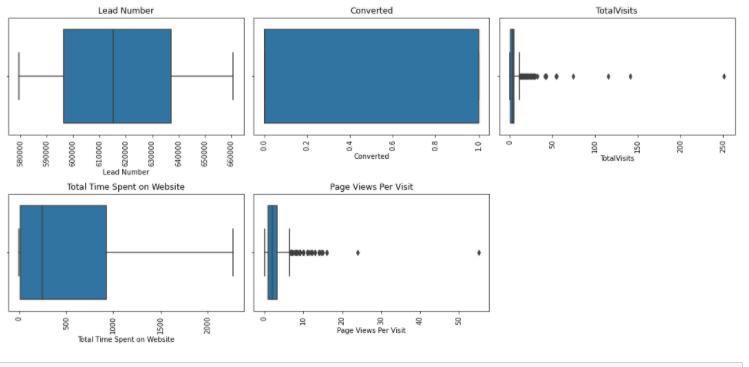 Lead Number
Converted
TotalVisits
580000 590000 600000 610000 620000 630000 640000 650000 660000
0.0 0.2 0.4 0.6 0.8 1.0
0 50 100 150 200 250
Lead Number
Converted
TotalVisits
Total Time Spent on Website
Page Views Per Visit
0 500 1000 1500 2000
0 10 20 30 40 50
Total Time Spent on Website
Page Views Per Visit